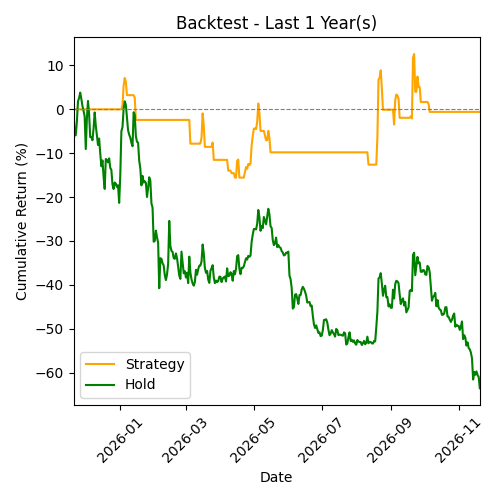 Backtest - Last 1 Year(s)
Cumulative Return (%)
10
0
−10
−20
−30
−40
−50
−60
Strategy
Hold
2026-01
2026-03
2026-05
2026-07
2026-09
2026-11
Date